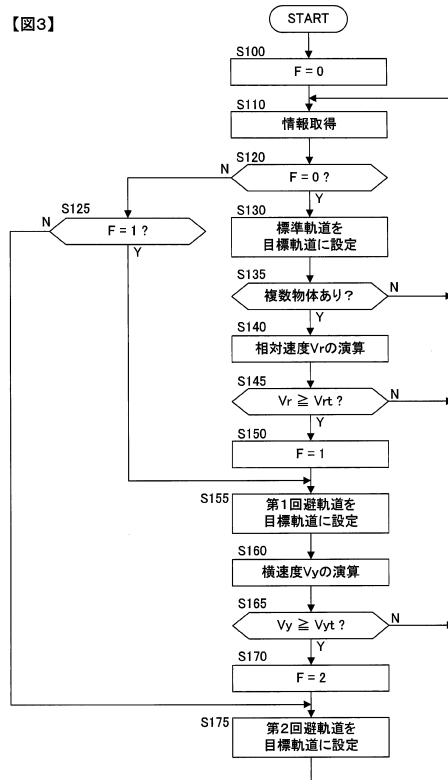 【図3】
START
S100
F = 0
S110
情報取得
S120
F = 0 ?
N
Y
S125
N
F = 1 ?
Y
S130
標準軌道を
目標軌道に設定
S135
複数物体あり?
N
Y
S140
相対速度Vrの演算
S145
Vr ≧ Vrt ?
N
Y
S150
F = 1
S155
第1回避軌道を
目標軌道に設定
S160
横速度Vyの演算
S165
Vy ≧ Vyt ?
N
Y
S170
F = 2
S175
第2回避軌道を
目標軌道に設定